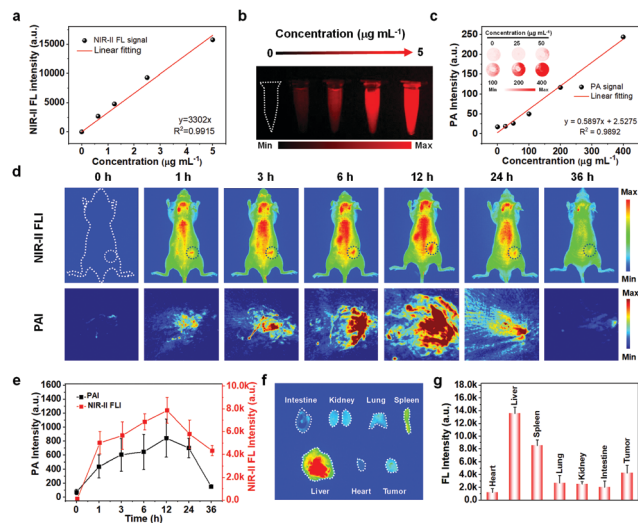 a
NIR-II FL signal
Linear fitting
NIR-II FL intensity (a.u.)
15000
10000
5000
0
y=3302x
R²=0.9915
0 1 2 3 4 5
Concentration (μg mL⁻¹)
b
Concentration (μg mL⁻¹)
0 5
Min Max
c
Concentration (μg mL⁻¹)
0 25 50
100 200 400
Min Max
PA signal
Linear fitting
PA Intensity (a.u.)
250
200
150
100
50
0
y = 0.5897x + 2.5275
R² = 0.9892
0 100 200 300 400
Concentrantion (μg mL⁻¹)
d
0 h 1 h 3 h 6 h 12 h 24 h 36 h
NIR-II FLI
Max
Min
PAI
Max
Min
e
PAI
NIR-II FLI
PA Intensity (a.u.)
1600
1400
1200
1000
800
600
400
200
0
NIR-II FL Intensity (a.u.)
10.0k
8.0k
6.0k
4.0k
2.0k
0.0
0 1 3 6 12 24 36
Time (h)
f
Intestine Kidney Lung Spleen
Liver Heart Tumor
g
FL Intensity (a.u.)
18.0k
16.0k
14.0k
12.0k
10.0k
8.0k
6.0k
4.0k
2.0k
0.0
Heart
Liver
Spleen
Lung
Kidney
Intestine
Tumor